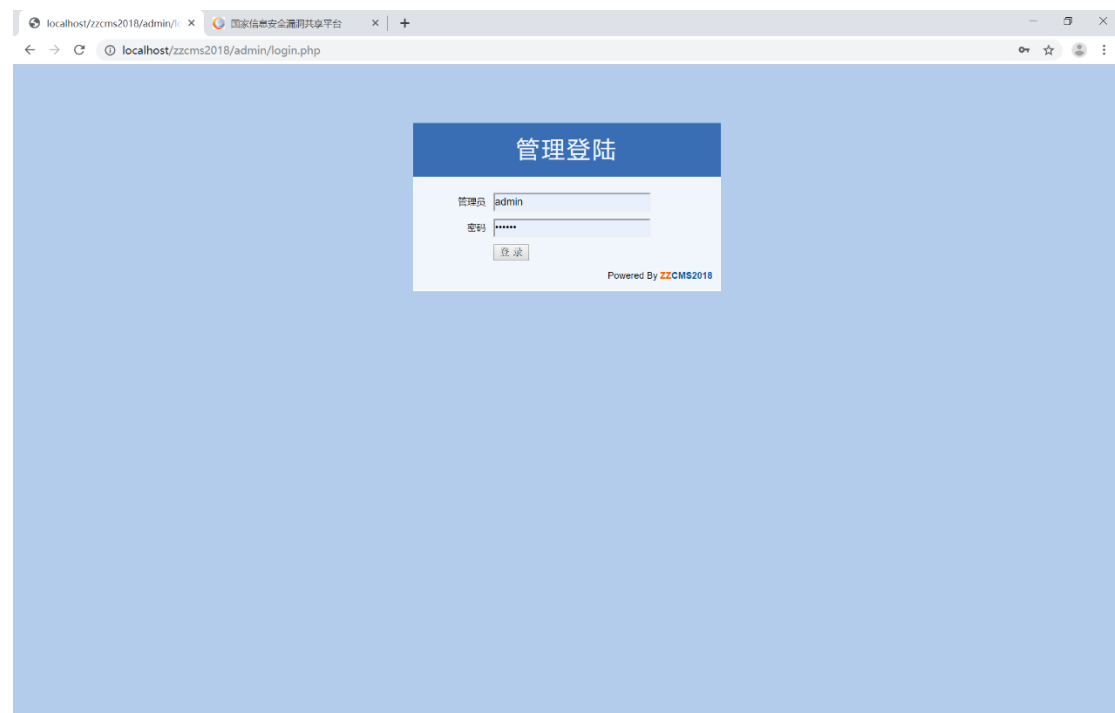 localhost/zzcms2018/admin/l
国家信息安全漏洞共享平台
localhost/zzcms2018/admin/login.php
管理登陆
管理员 admin
密码 ••••••
登 录
Powered By ZZCMS2018